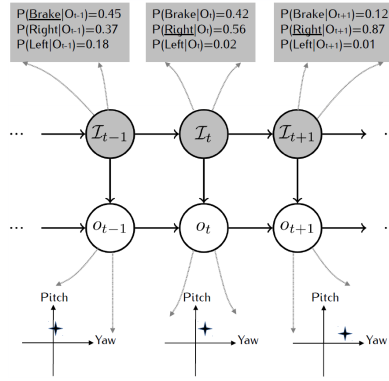 P(Brake|Ot-1)=0.45
P(Right|Ot-1)=0.37
P(Left|Ot-1)=0.18
P(Brake|Ot)=0.42
P(Right|Ot)=0.56
P(Left|Ot)=0.02
P(Brake|Ot+1)=0.12
P(Right|Ot+1)=0.87
P(Left|Ot+1)=0.01
... It-1 It It+1 ...
... ot-1 ot ot+1 ...
Pitch Pitch Pitch
Yaw Yaw Yaw